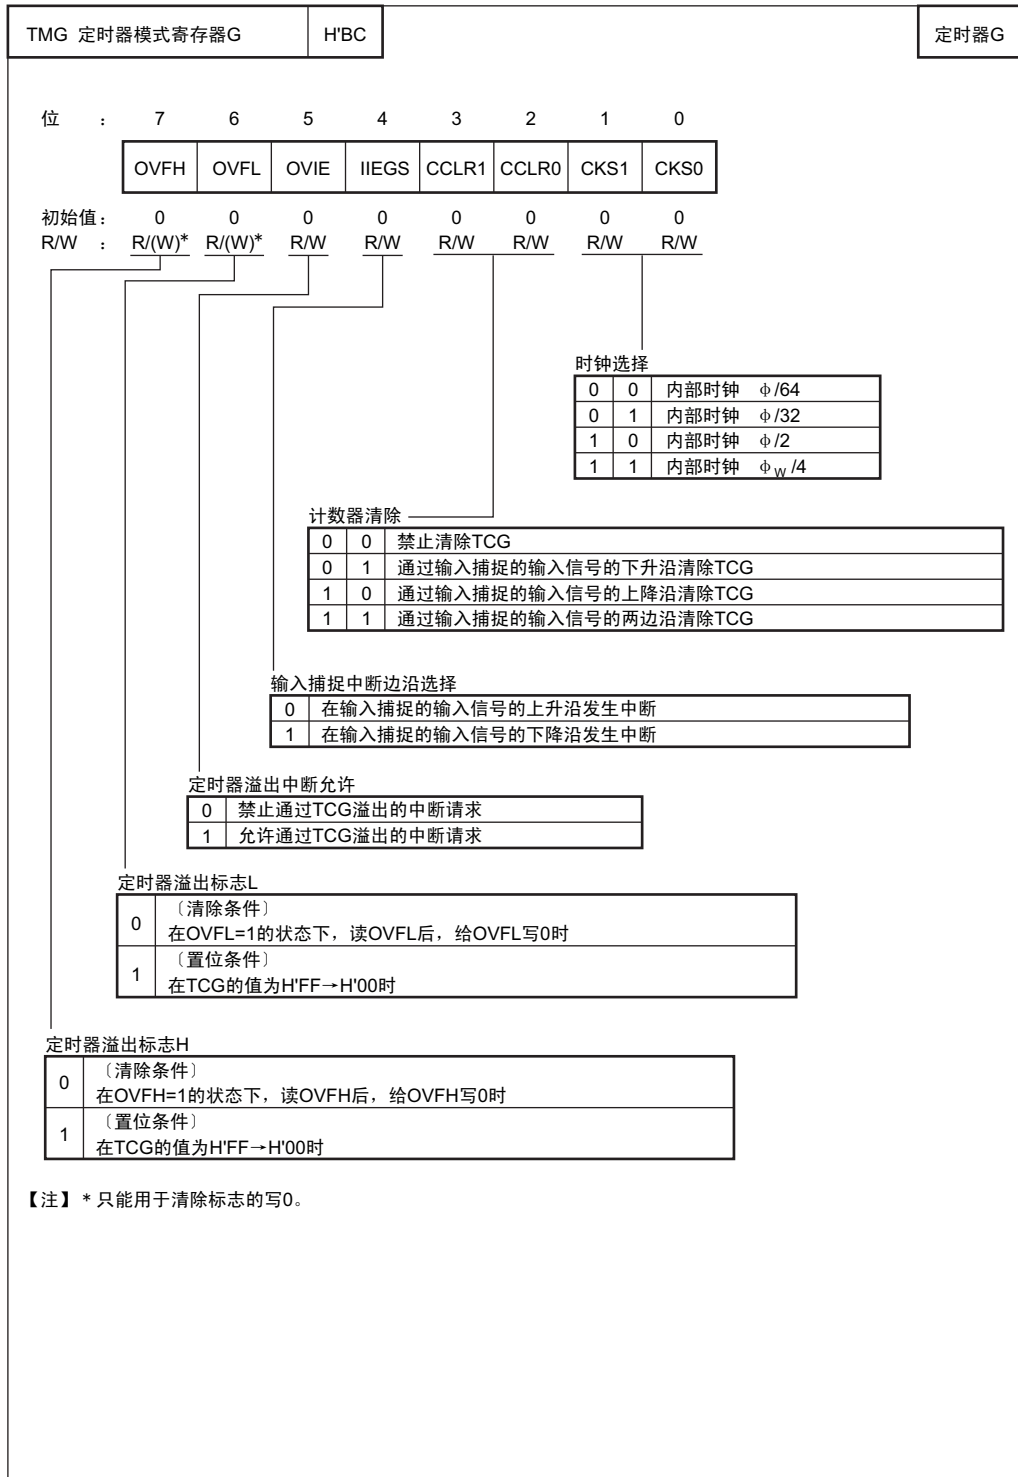 TMG 定时器模式寄存器G H'BC 定时器G
位 : 7 6 5 4 3 2 1 0
OVFH OVFL OVIE IIEGS CCLR1 CCLR0 CKS1 CKS0
初始值: 0 0 0 0 0 0 0 0
R/W : R/(W)* R/(W)* R/W R/W R/W R/W R/W R/W
时钟选择
0 0 内部时钟 φ/64
0 1 内部时钟 φ/32
1 0 内部时钟 φ/2
1 1 内部时钟 φW/4
计数器清除
0 0 禁止清除TCG
0 1 通过输入捕捉的输入信号的下升沿清除TCG
1 0 通过输入捕捉的输入信号的上降沿清除TCG
1 1 通过输入捕捉的输入信号的两边沿清除TCG
输入捕捉中断边沿选择
0 在输入捕捉的输入信号的上升沿发生中断
1 在输入捕捉的输入信号的下降沿发生中断
定时器溢出中断允许
0 禁止通过TCG溢出的中断请求
1 允许通过TCG溢出的中断请求
定时器溢出标志L
0 〔清除条件〕
在OVFL=1的状态下，读OVFL后，给OVFL写0时
1 〔置位条件〕
在TCG的值为H'FF→H'00时
定时器溢出标志H
0 〔清除条件〕
在OVFH=1的状态下，读OVFH后，给OVFH写0时
1 〔置位条件〕
在TCG的值为H'FF→H'00时
【注】 * 只能用于清除标志的写0。